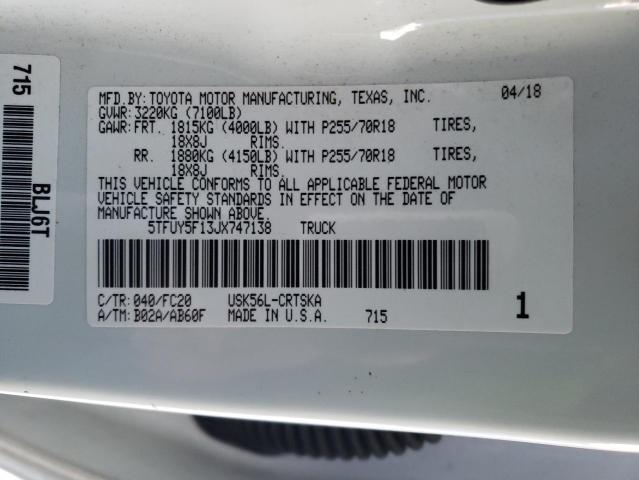 MFD.BY:TOYOTA MOTOR MANUFACTURING, TEXAS, INC. 04/18
GVWR:3220KG (7100LB)
GAWR:FRT. 1815KG (4000LB) WITH P255/70R18 TIRES,
18X8J RIMS.
RR. 1880KG (4150LB) WITH P255/70R18 TIRES,
18X8J RIMS.
THIS VEHICLE CONFORMS TO ALL APPLICABLE FEDERAL MOTOR
VEHICLE SAFETY STANDARDS IN EFFECT ON THE DATE OF
MANUFACTURE SHOWN ABOVE.
5TFUY5F13JX747138 TRUCK
C/TR:040/FC20 USK56L-CRTSKA
A/TM:B02A/AB60F MADE IN U.S.A. 715 1
715
BLJ6T